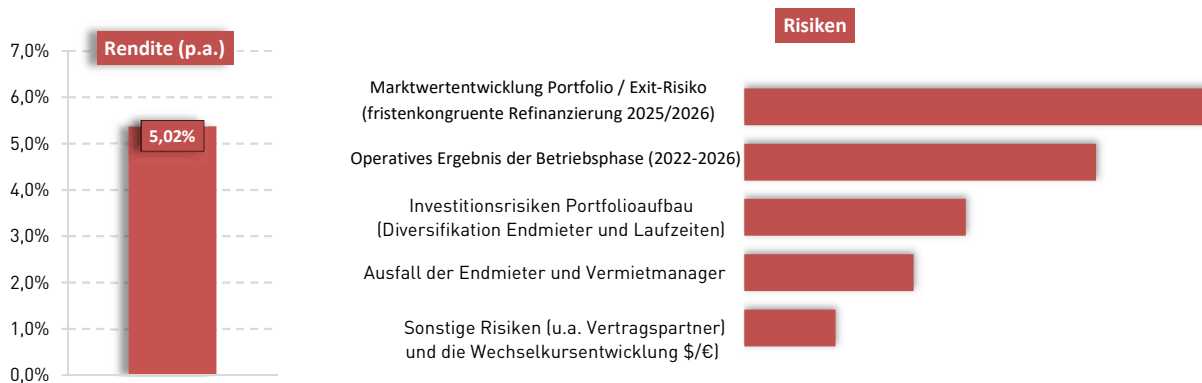 Rendite (p.a.)
7,0%
6,0%
5,0%
4,0%
3,0%
2,0%
1,0%
0,0%
5,02%
Risiken
Marktwertentwicklung Portfolio / Exit-Risiko
(fristenkongruente Refinanzierung 2025/2026)
Operatives Ergebnis der Betriebsphase (2022-2026)
Investitionsrisiken Portfolioaufbau
(Diversifikation Endmieter und Laufzeiten)
Ausfall der Endmieter und Vermietmanager
Sonstige Risiken (u.a. Vertragspartner)
und die Wechselkursentwicklung $/€)